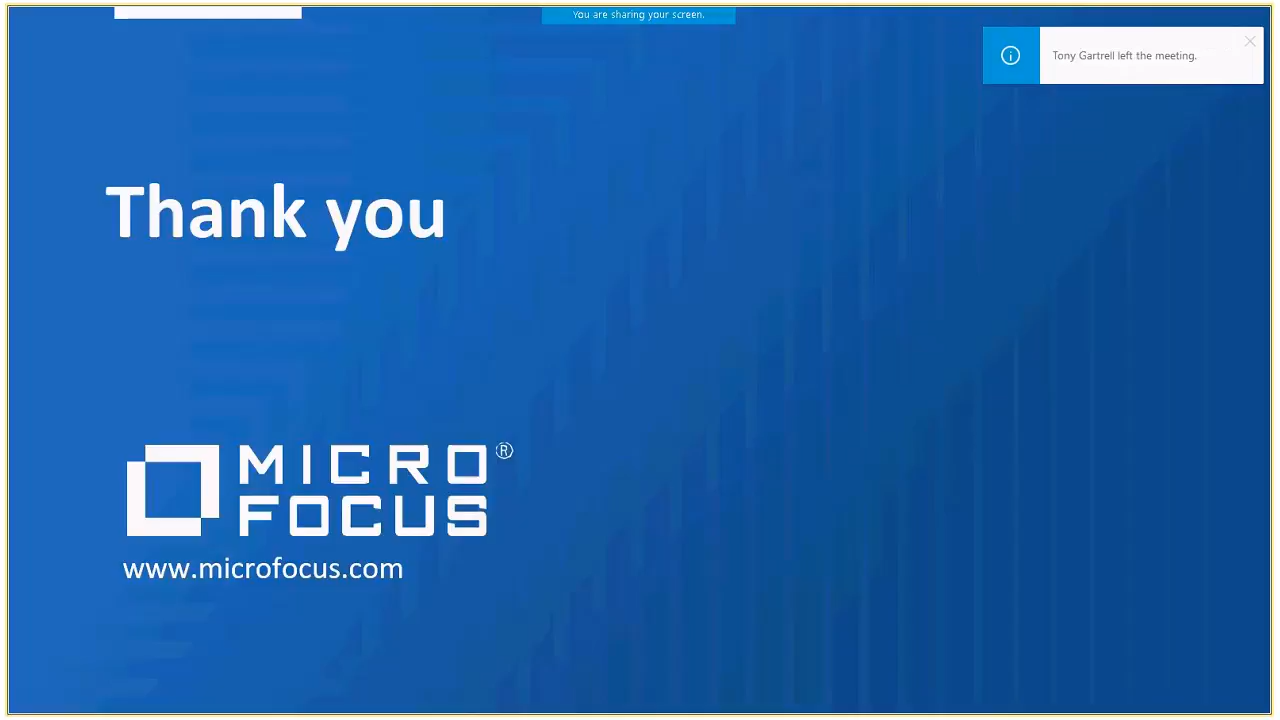 You are sharing your screen.
Tony Gartrell left the meeting.
Thank you
MICRO®
FOCUS
www.microfocus.com